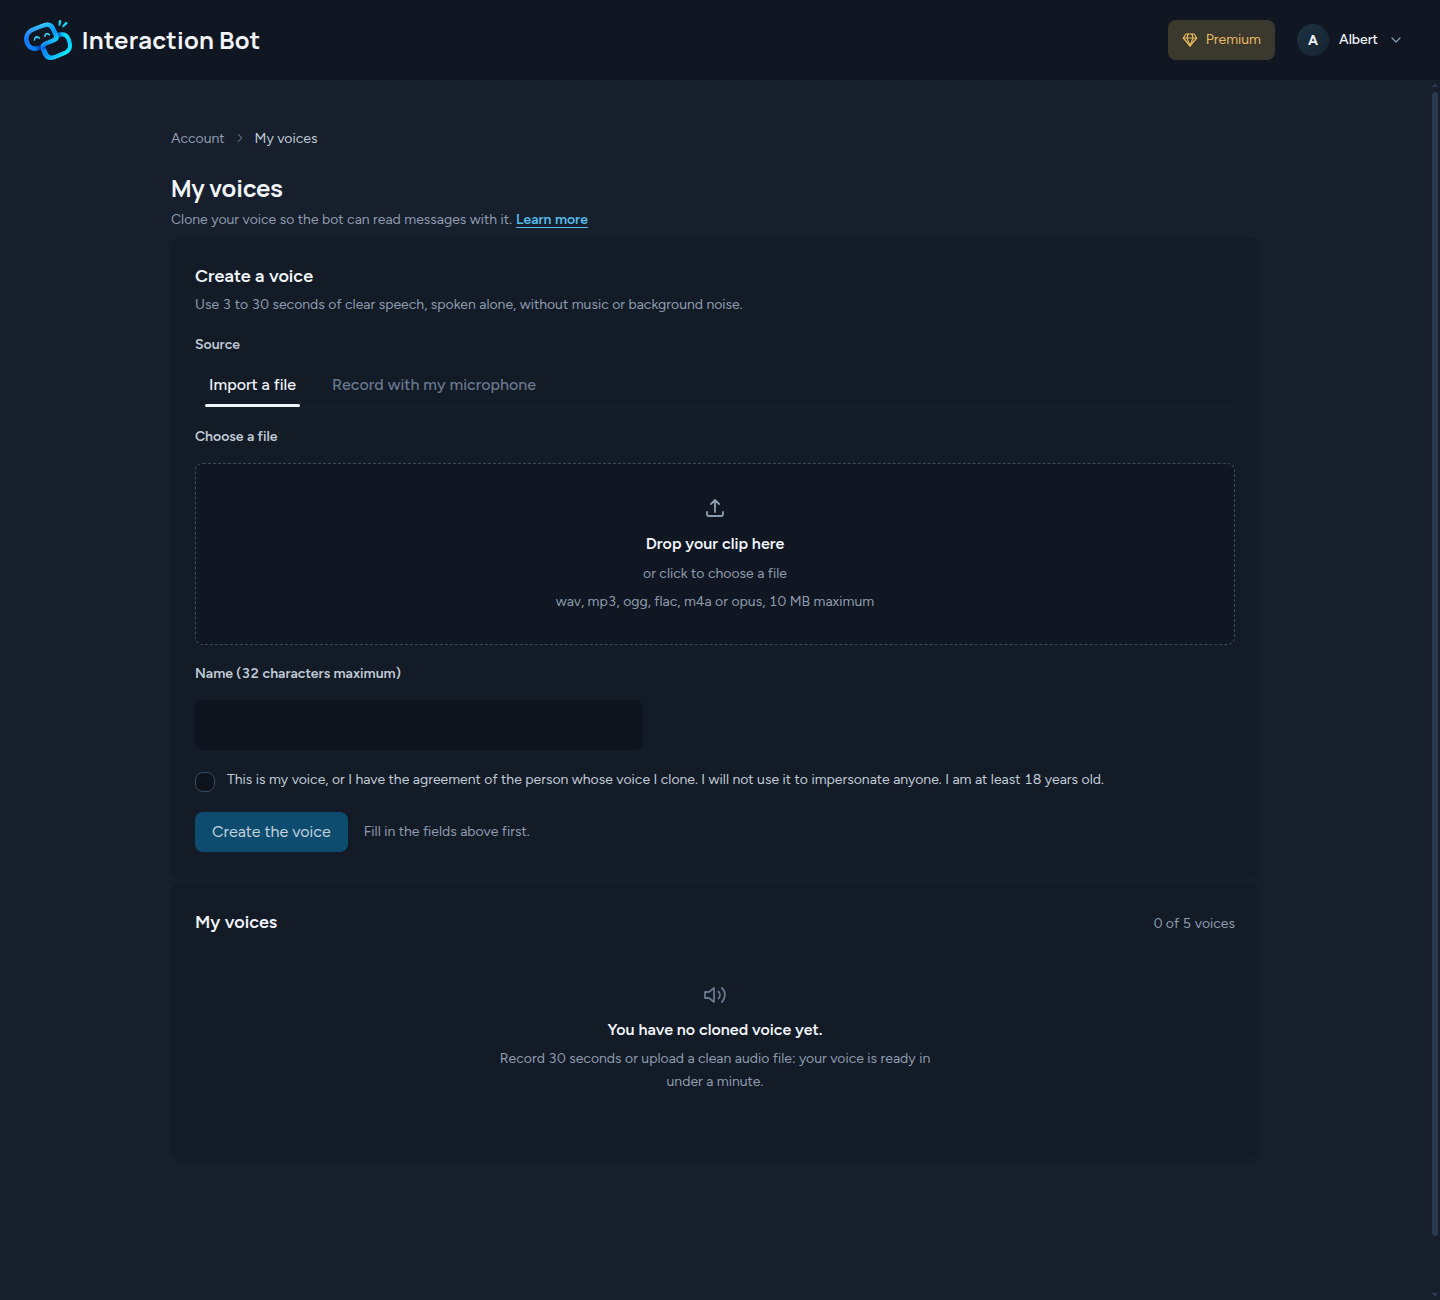 Interaction Bot
Premium
A
Albert
Account
My voices
My voices
Clone your voice so the bot can read messages with it. Learn more
Create a voice
Use 3 to 30 seconds of clear speech, spoken alone, without music or background noise.
Source
Import a file
Record with my microphone
Choose a file
Drop your clip here
or click to choose a file
wav, mp3, ogg, flac, m4a or opus, 10 MB maximum
Name (32 characters maximum)
This is my voice, or I have the agreement of the person whose voice I clone. I will not use it to impersonate anyone. I am at least 18 years old.
Create the voice
Fill in the fields above first.
My voices
0 of 5 voices
You have no cloned voice yet.
Record 30 seconds or upload a clean audio file: your voice is ready in
under a minute.